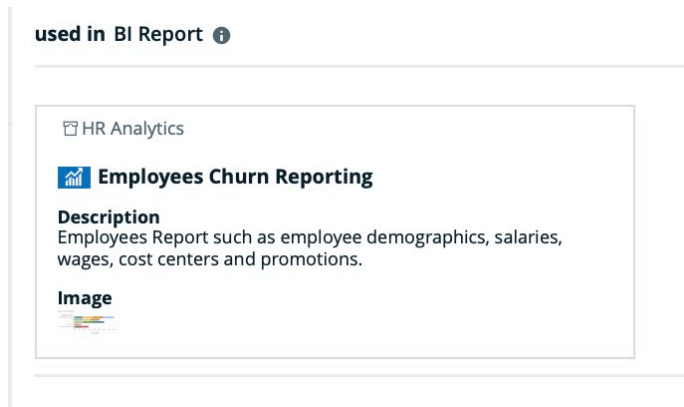 used in BI Report
HR Analytics
Employees Churn Reporting
Description
Employees Report such as employee demographics, salaries,
wages, cost centers and promotions.
Image